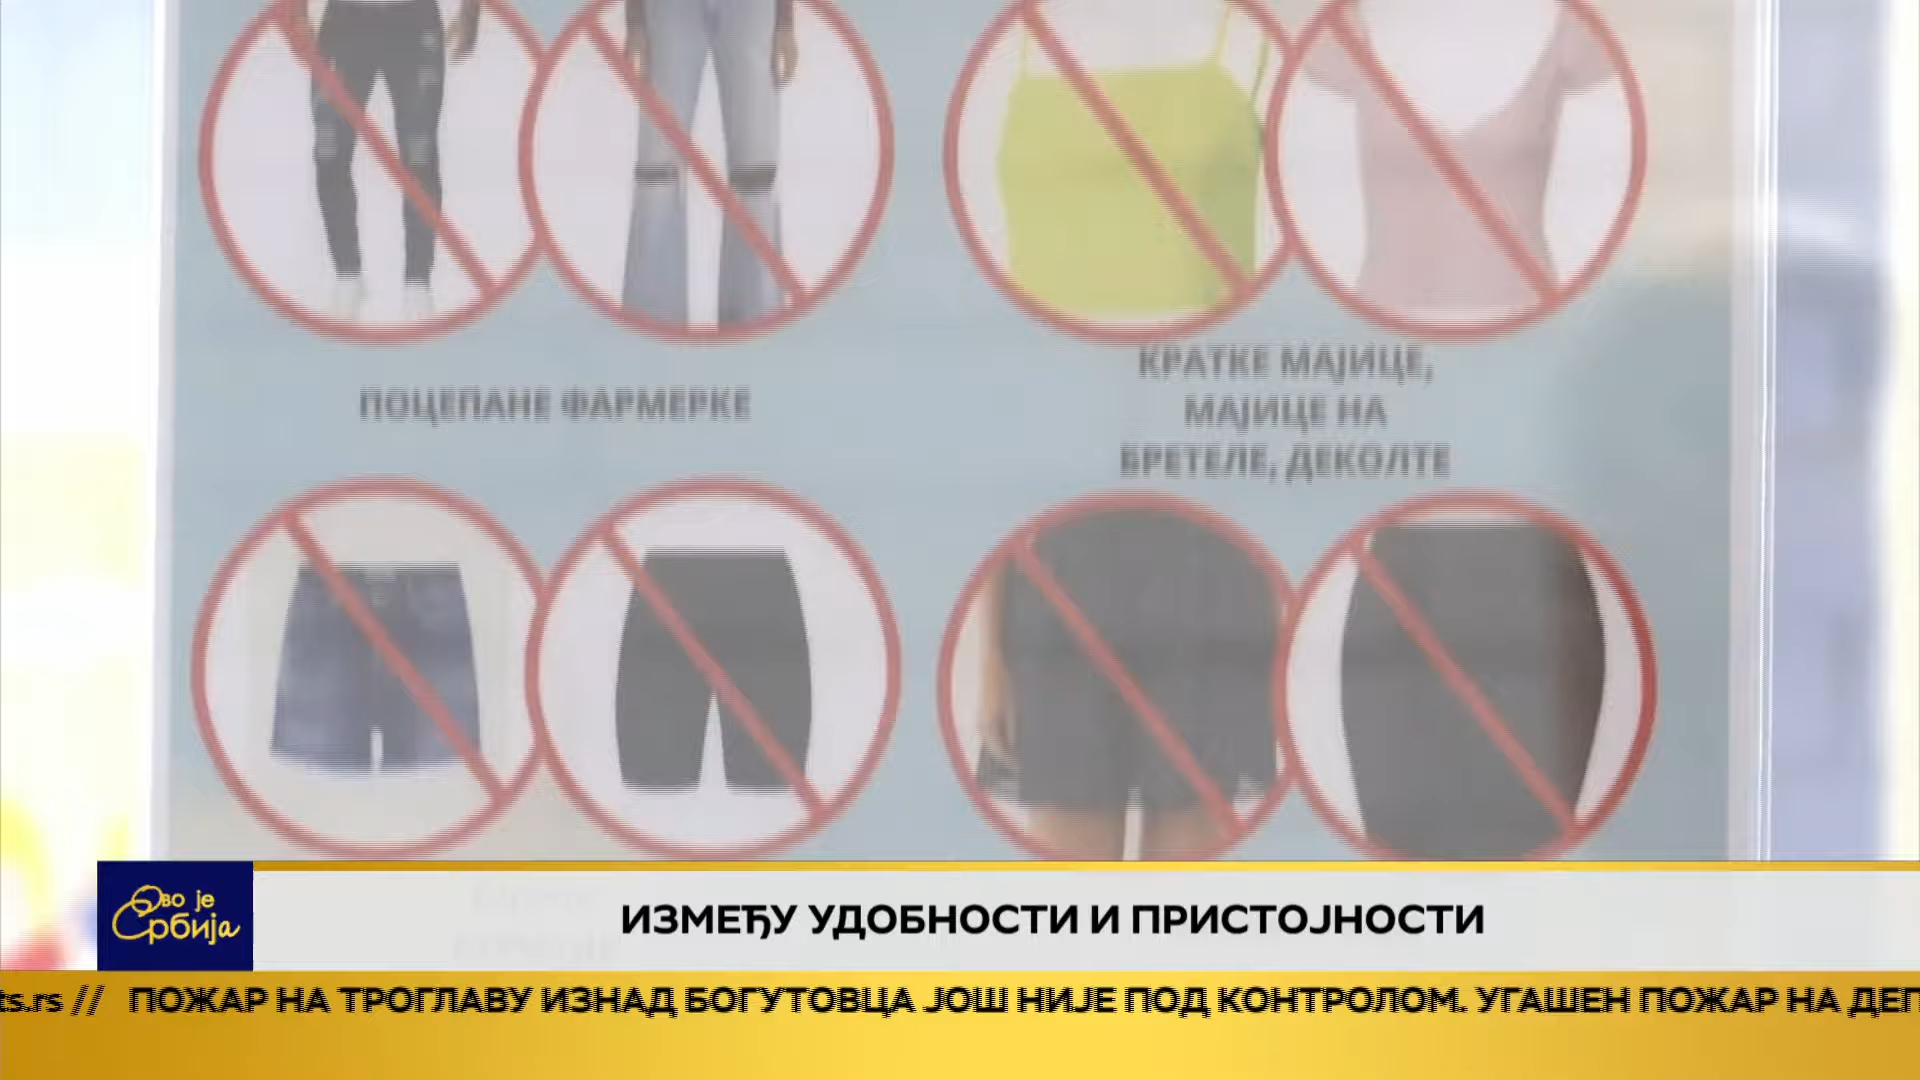 ПОЦЕПАНЕ ФАРМЕРКЕ
КРАТКЕ МАЈИЦЕ,
МАЈИЦЕ НА
БРЕТЕЛЕ, ДЕКОЛТЕ
Ово је
Србија
ИЗМЕЂУ УДОБНОСТИ И ПРИСТОЈНОСТИ
ts.rs // ПОЖАР НА ТРОГЛАВУ ИЗНАД БОГУТОВЦА ЈОШ НИЈЕ ПОД КОНТРОЛОМ. УГАШЕН ПОЖАР НА ДЕП